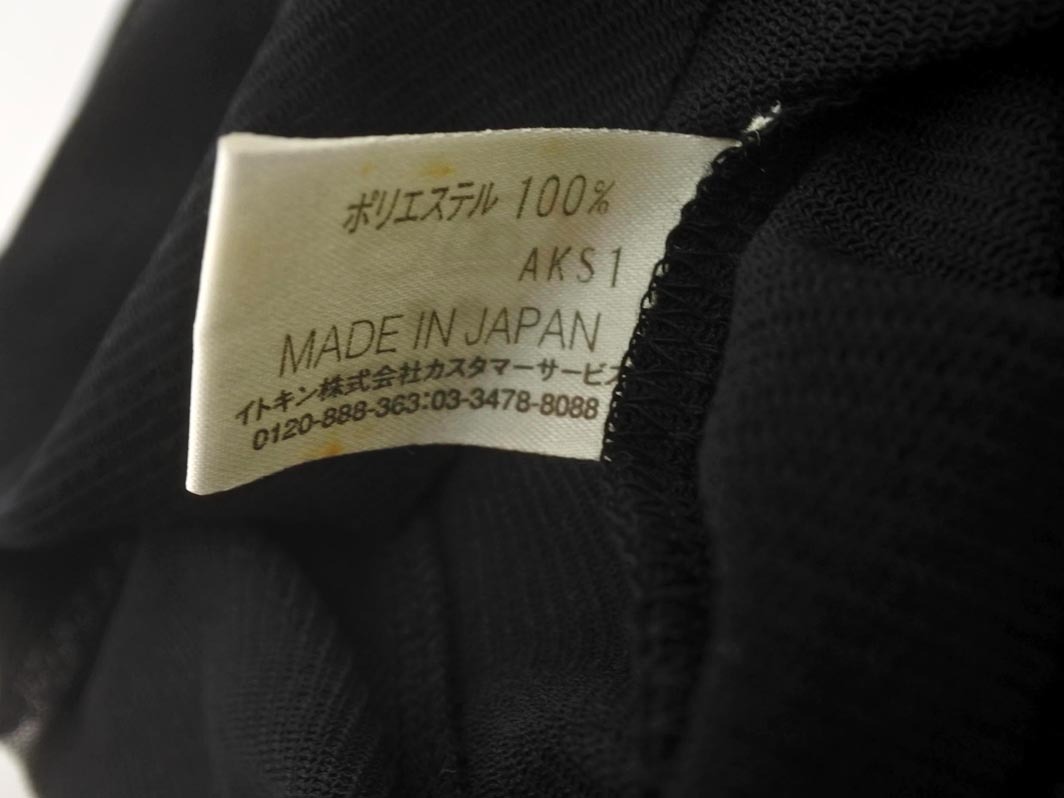 ポリエステル 100%
AKS1
MADE IN JAPAN
イトキン株式会社カスタマーサービス
0120-888-363:03-3478-8088